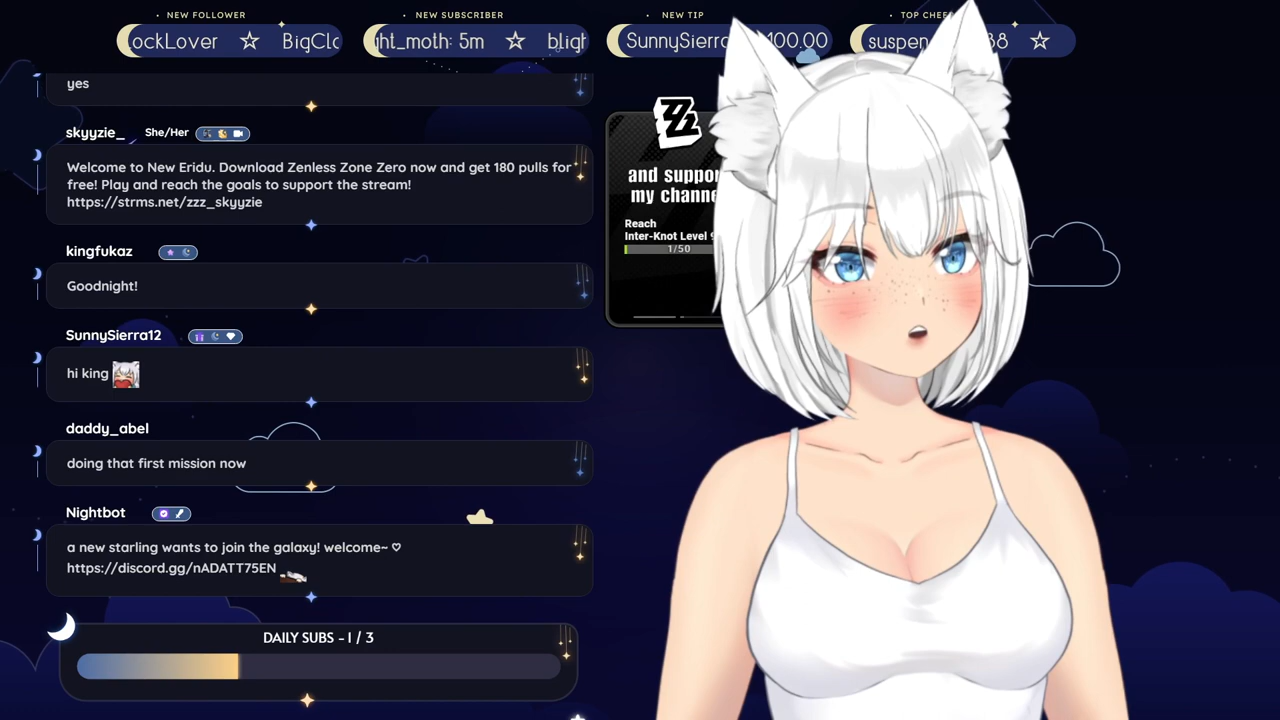 NEW FOLLOWER
NEW SUBSCRIBER
NEW TIP
ockLover ☆ BigClo
ght_moth: 5m ☆ bligh
SunnySierra
100.00
suspen
☆
yes
skyyzie_ She/Her
Welcome to New Eridu. Download Zenless Zone Zero now and get 180 pulls for
free! Play and reach the goals to support the stream!
https://strms.net/zzz_skyyzie
kingfukaz
Goodnight!
SunnySierra12
hi king
daddy_abel
doing that first mission now
Nightbot
a new starling wants to join the galaxy! welcome~ ♡
https://discord.gg/nADATT75EN
DAILY SUBS - 1 / 3
ZZ
and suppor
my channe
Reach
Inter-Knot Level
1/50